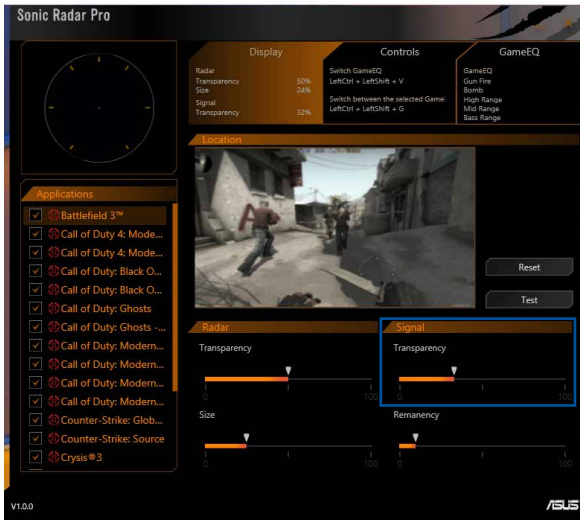 Sonic Radar Pro
Display
Radar
Transparency 50%
Size 24%
Signal
Transparency 32%
Controls
Switch GameEQ
LeftCtrl + LeftShift + V
Switch between the selected Game
LeftCtrl + LeftShift + G
GameEQ
GameEQ
Gun Fire
Bomb
High Range
Mid Range
Bass Range
Location
Reset
Test
Applications
Battlefield 3™
Call of Duty 4: Mode...
Call of Duty 4: Mode...
Call of Duty: Black O...
Call of Duty: Black O...
Call of Duty: Ghosts
Call of Duty: Ghosts -...
Call of Duty: Modern...
Call of Duty: Modern...
Call of Duty: Modern...
Call of Duty: Modern...
Counter-Strike: Glob...
Counter-Strike: Source
Crysis®3
Radar
Transparency
0 100
Size
0 100
Signal
Transparency
0 100
Remanency
0 100
V1.0.0
ASUS